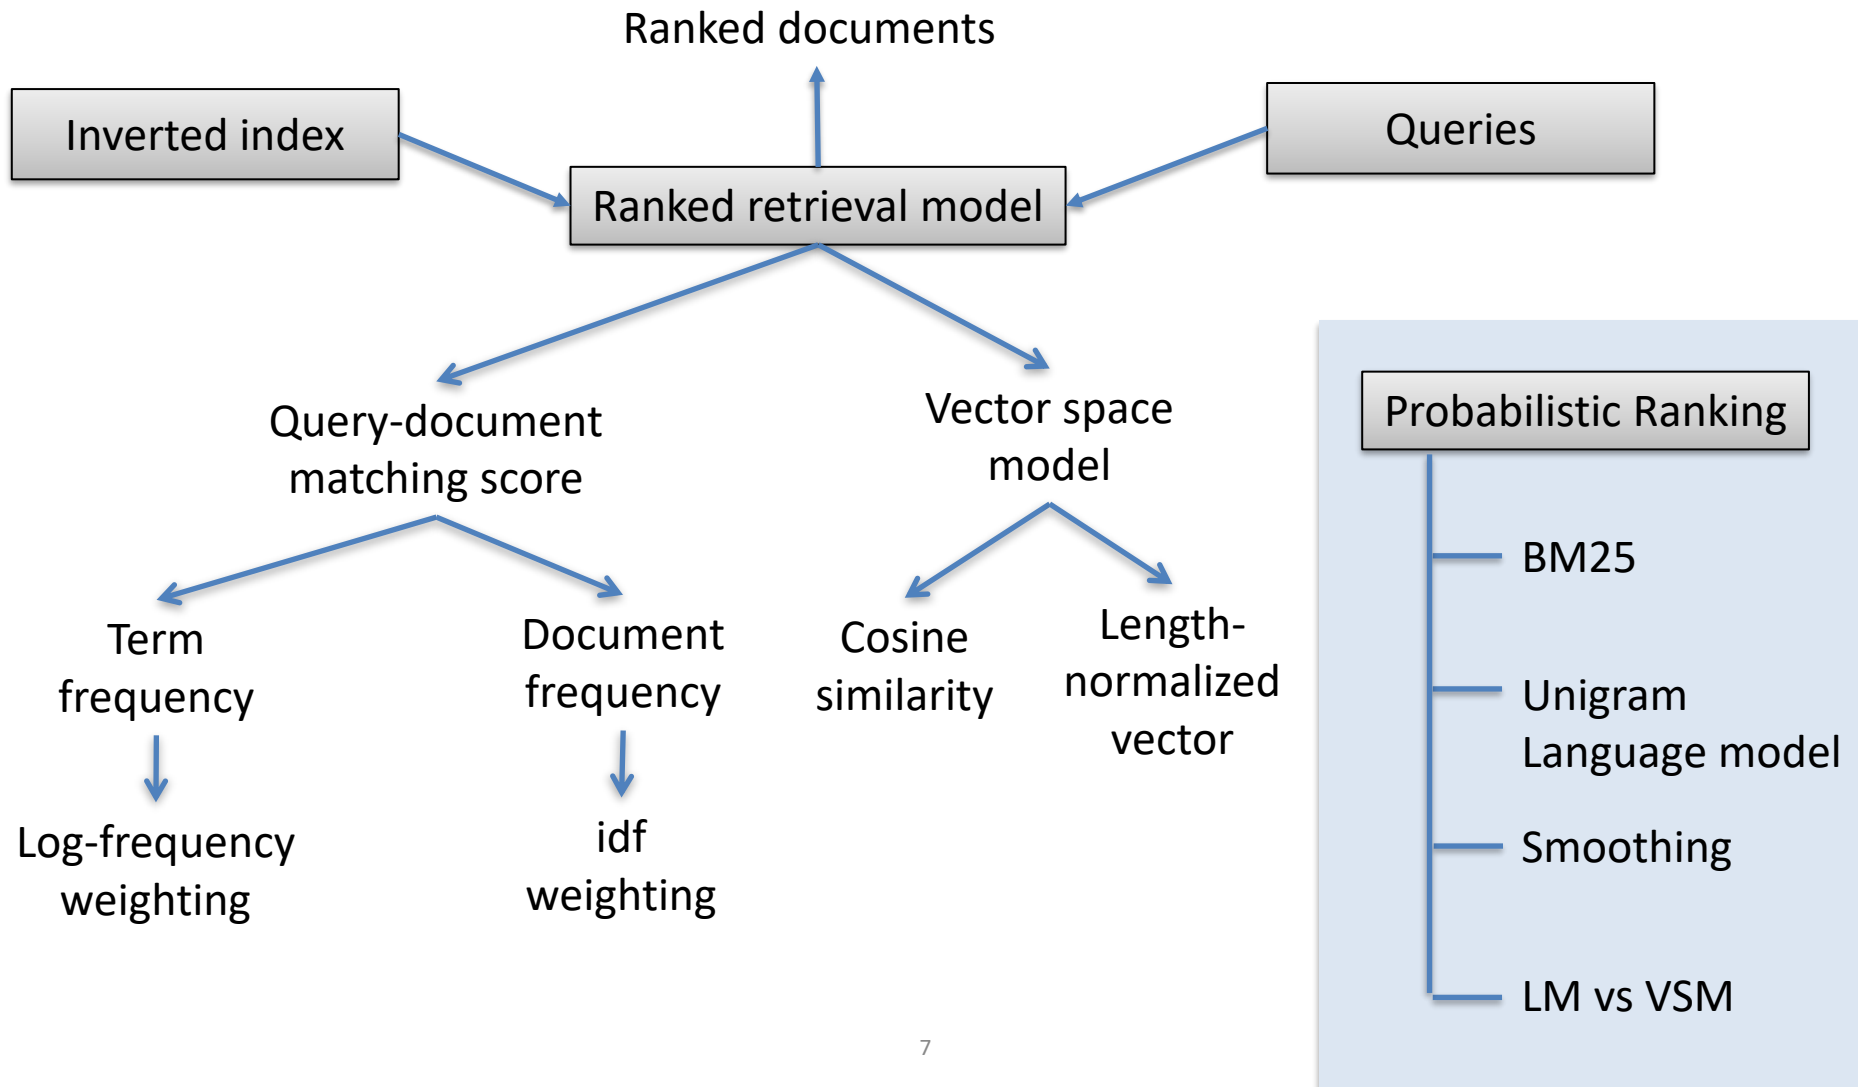 Ranked documents
Inverted index
Queries
Ranked retrieval model
Query-document
matching score
Vector space
model
Probabilistic Ranking
Term
frequency
Document
frequency
Cosine
similarity
Length-
normalized
vector
Log-frequency
weighting
idf
weighting
BM25
Unigram
Language model
Smoothing
LM vs VSM
7